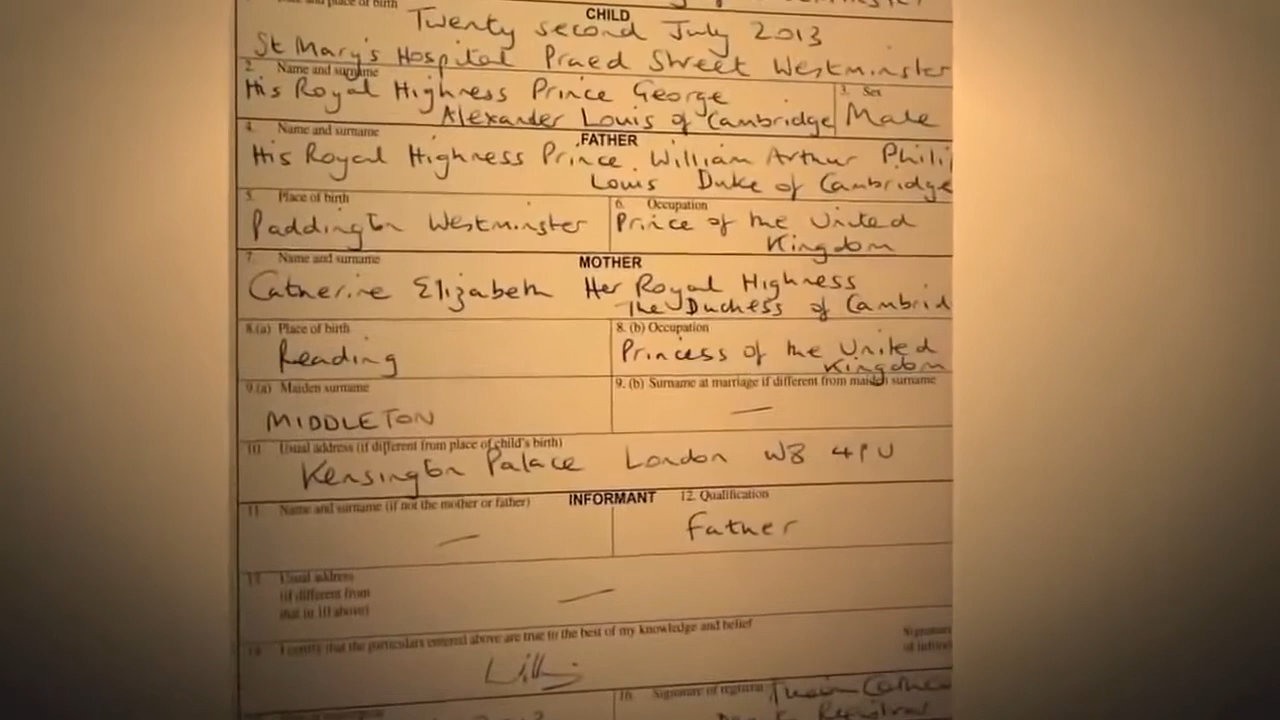 place of birth
CHILD
Twenty second July 2013
St Mary's Hospital Praed Street Westminster
2. Name and surname
3. Sex
His Royal Highness Prince George
Alexander Louis of Cambridge
Male
4. Name and surname
FATHER
His Royal Highness Prince William Arthur Phili
Louis Duke of Cambridge
5. Place of birth
6. Occupation
Paddington Westminster
Prince of the United
Kingdom
7. Name and surname
MOTHER
Catherine Elizabeth Her Royal Highness
The Duchess of Cambrid
8.(a) Place of birth
8. (b) Occupation
Reading
Princess of the United
Kingdom
9.(a) Maiden surname
9. (b) Surname at marriage if different from maiden surname
MIDDLETON
—
10. Usual address (if different from place of child's birth)
Kensington Palace London W8 4PU
11. Name and surname (if not the mother or father)
INFORMANT
12. Qualification
—
Father
13. Usual address
(if different from
that in 10 above)
—
14. I certify that the particulars entered above are true to the best of my knowledge and belief
Signature
of informant
16. Signature of registrar
Registrar